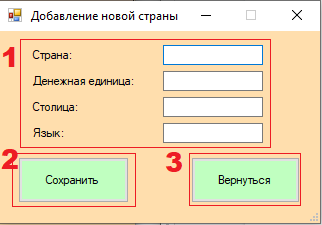 Добавление новой страны
1
Страна:
Денежная единица:
Столица:
Язык:
2
3
Сохранить
Вернуться